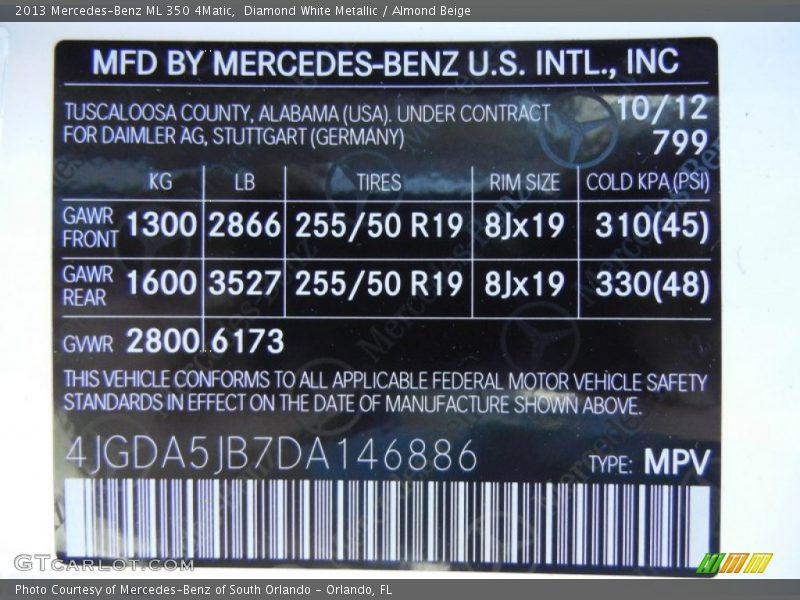 2013 Mercedes-Benz ML 350 4Matic,  Diamond White Metallic / Almond Beige
MFD BY MERCEDES-BENZ U.S. INTL., INC
TUSCALOOSA COUNTY, ALABAMA (USA). UNDER CONTRACT 10/12
FOR DAIMLER AG, STUTTGART (GERMANY) 799
KG LB TIRES RIM SIZE COLD KPA (PSI)
GAWR FRONT 1300 2866 255/50 R19 8Jx19 310(45)
GAWR REAR 1600 3527 255/50 R19 8Jx19 330(48)
GVWR 2800 6173
THIS VEHICLE CONFORMS TO ALL APPLICABLE FEDERAL MOTOR VEHICLE SAFETY
STANDARDS IN EFFECT ON THE DATE OF MANUFACTURE SHOWN ABOVE.
4JGDA5JB7DA146886 TYPE: MPV
GTCARLOT.COM
Photo Courtesy of Mercedes-Benz of South Orlando - Orlando, FL